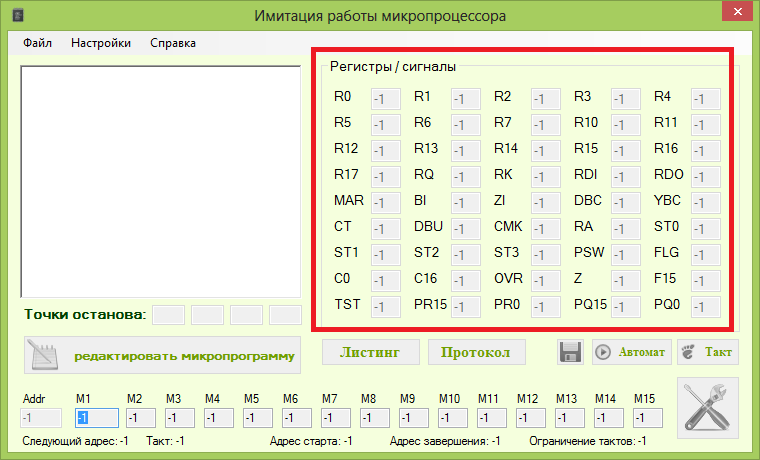 Имитация работы микропроцессора
Файл Настройки Справка
Регистры / сигналы
R0 -1 R1 -1 R2 -1 R3 -1 R4 -1
R5 -1 R6 -1 R7 -1 R10 -1 R11 -1
R12 -1 R13 -1 R14 -1 R15 -1 R16 -1
R17 -1 RQ -1 RK -1 RDI -1 RDO -1
MAR -1 BI -1 ZI -1 DBC -1 YBC -1
CT -1 DBU -1 CMK -1 RA -1 ST0 -1
ST1 -1 ST2 -1 ST3 -1 PSW -1 FLG -1
C0 -1 C16 -1 OVR -1 Z -1 F15 -1
TST -1 PR15 -1 PR0 -1 PQ15 -1 PQ0 -1
Точки останова:
редактировать микропрограмму Листинг Протокол Автомат Такт
Addr M1 M2 M3 M4 M5 M6 M7 M8 M9 M10 M11 M12 M13 M14 M15
-1 -1 -1 -1 -1 -1 -1 -1 -1 -1 -1 -1 -1 -1 -1 -1
Следующий адрес: -1 Такт: -1 Адрес старта: -1 Адрес завершения: -1 Ограничение тактов: -1